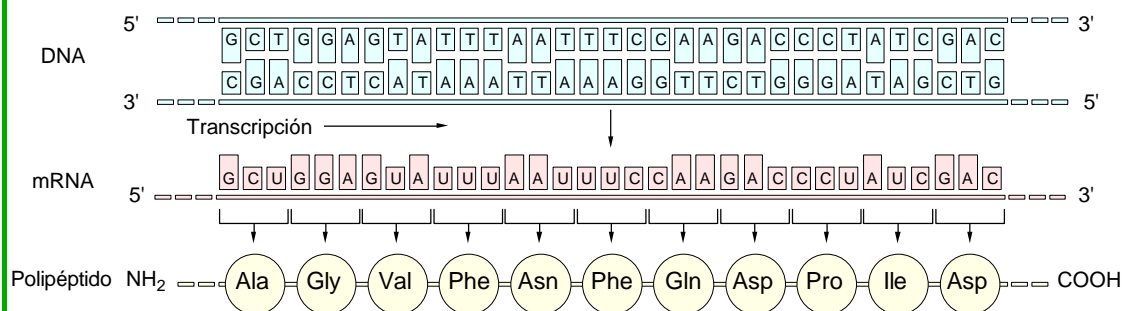 5' 3'
DNA
G C T G G A G T A T T T A A T T T C C A A G A C C C T A T C G A C
C G A C C T C A T A A A T T A A A G G T T C T G G G A T A G C T G
3' 5'
Transcripción
mRNA
G C U G G A G U A U U U A A U U U C C A A G A C C C U A U C G A C
5' 3'
Polipéptido NH2 Ala Gly Val Phe Asn Phe Gln Asp Pro Ile Asp COOH